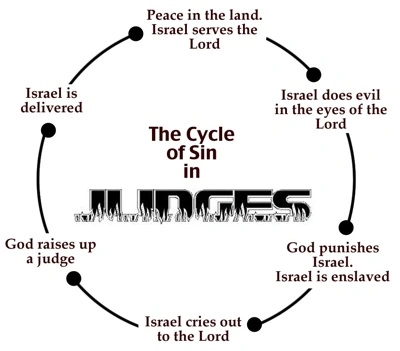 Peace in the land.
Israel serves the
Lord
Israel does evil
in the eyes of the
Lord
God punishes
Israel.
Israel is enslaved
Israel cries out
to the Lord
God raises up
a judge
Israel is
delivered
The Cycle
of Sin
in
JUDGES